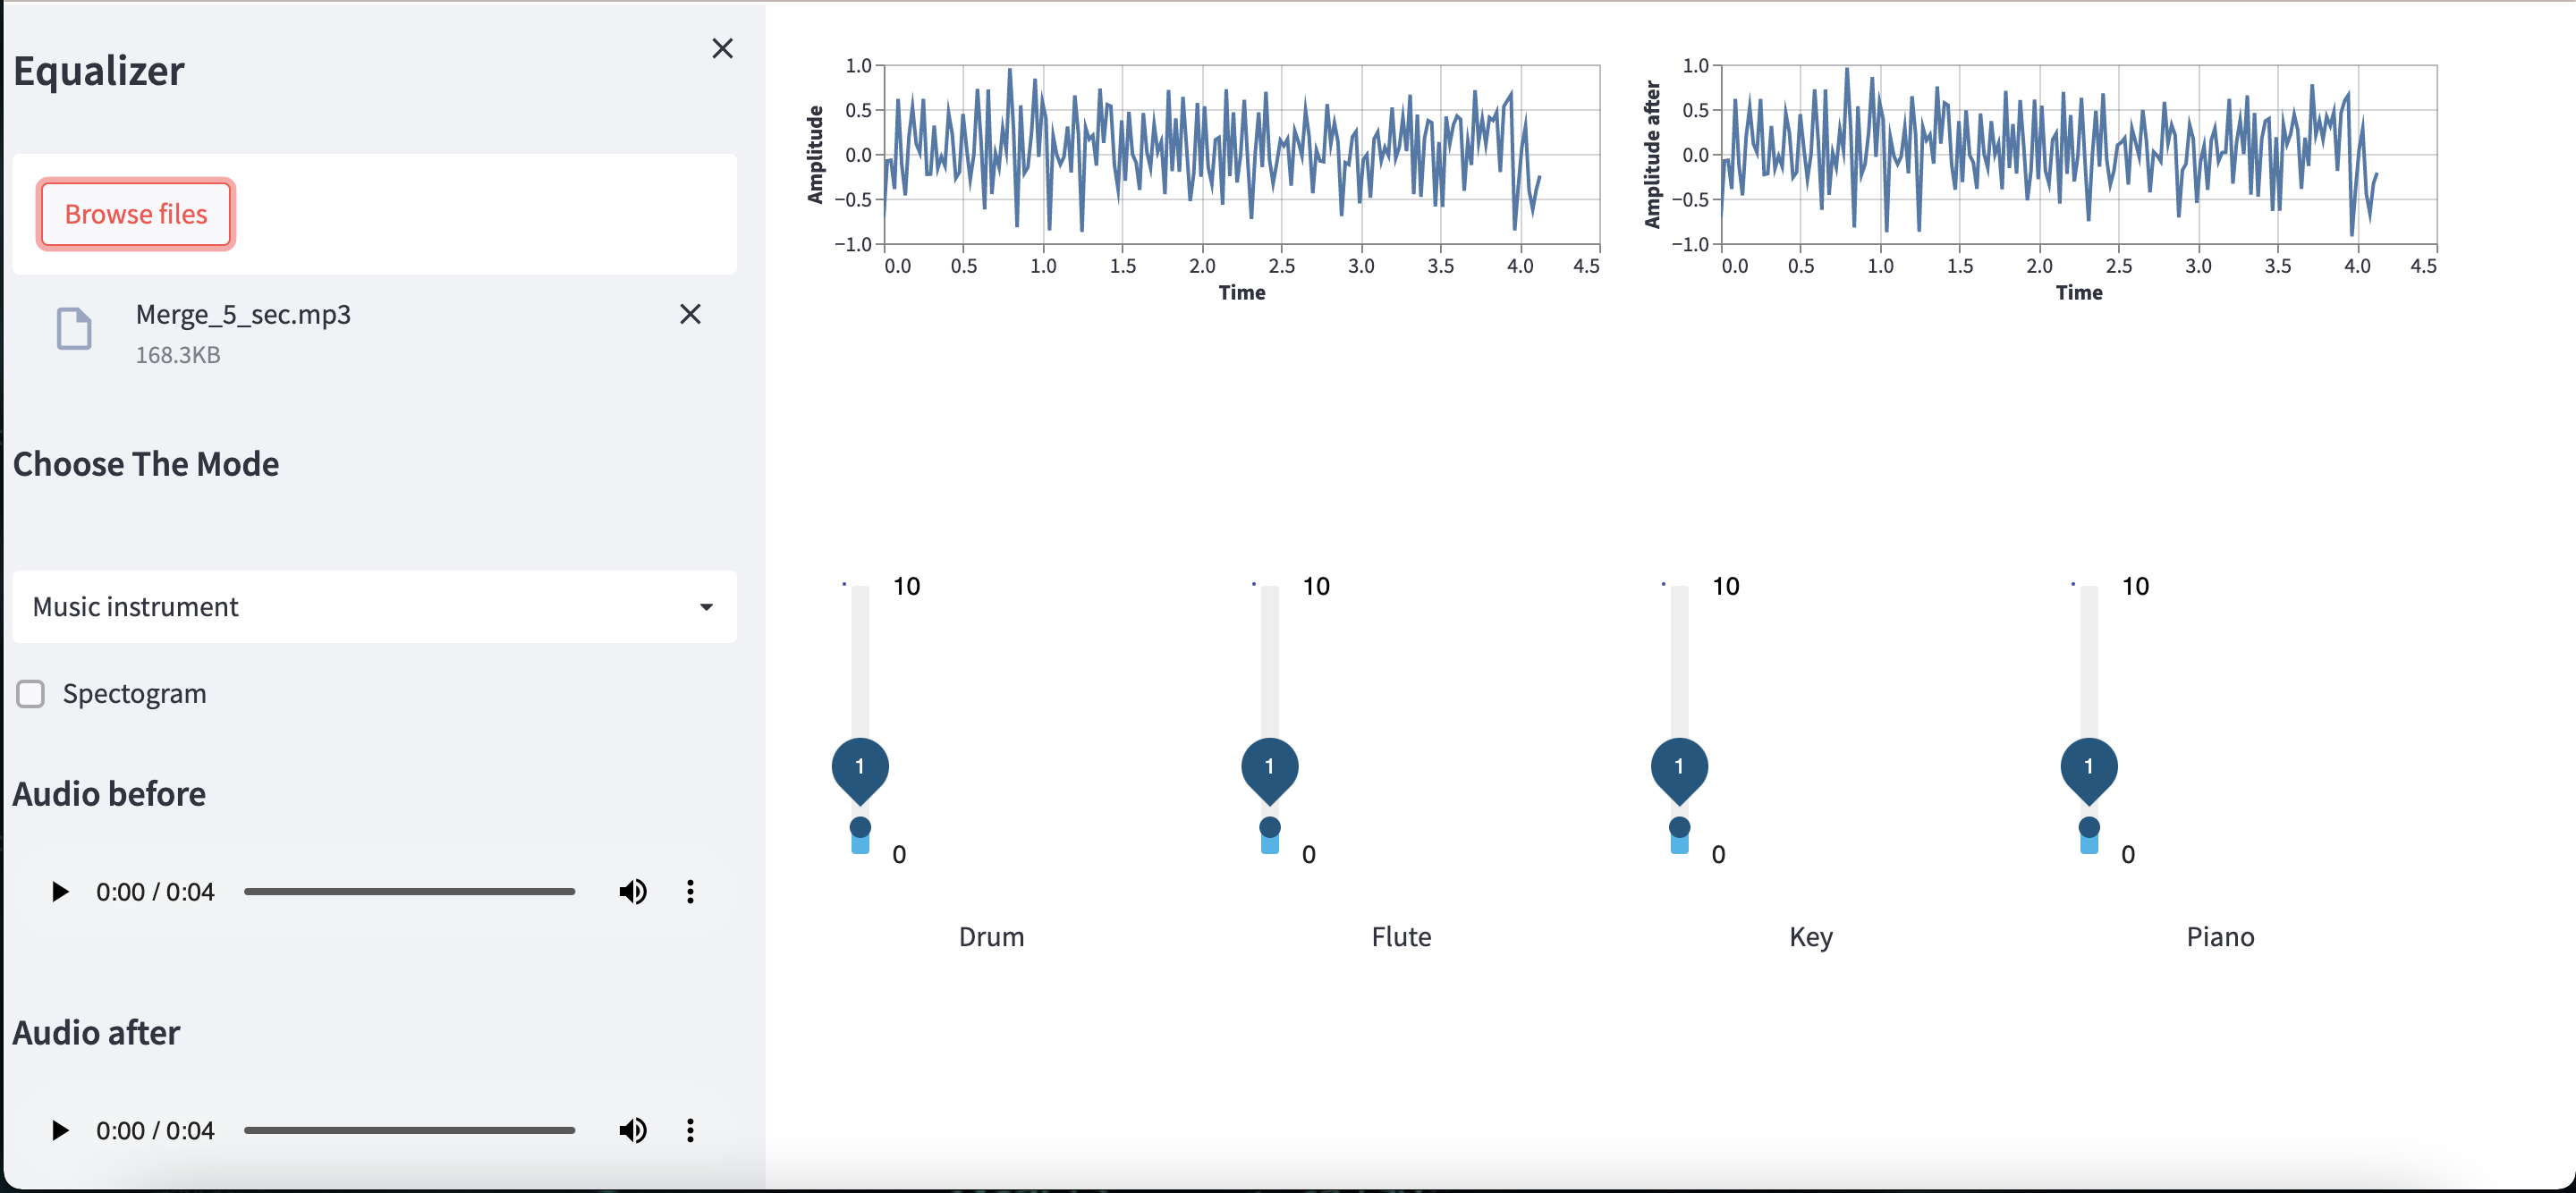 Equalizer
Browse files
Merge_5_sec.mp3
168.3KB
Choose The Mode
Music instrument
Spectogram
Audio before
0:00 / 0:04
Audio after
0:00 / 0:04
Amplitude
1.0
0.5
0.0
−0.5
−1.0
0.0 0.5 1.0 1.5 2.0 2.5 3.0 3.5 4.0 4.5
Time
Amplitude after
1.0
0.5
0.0
−0.5
−1.0
0.0 0.5 1.0 1.5 2.0 2.5 3.0 3.5 4.0 4.5
Time
10 10 10 10
1 1 1 1
0 0 0 0
Drum Flute Key Piano